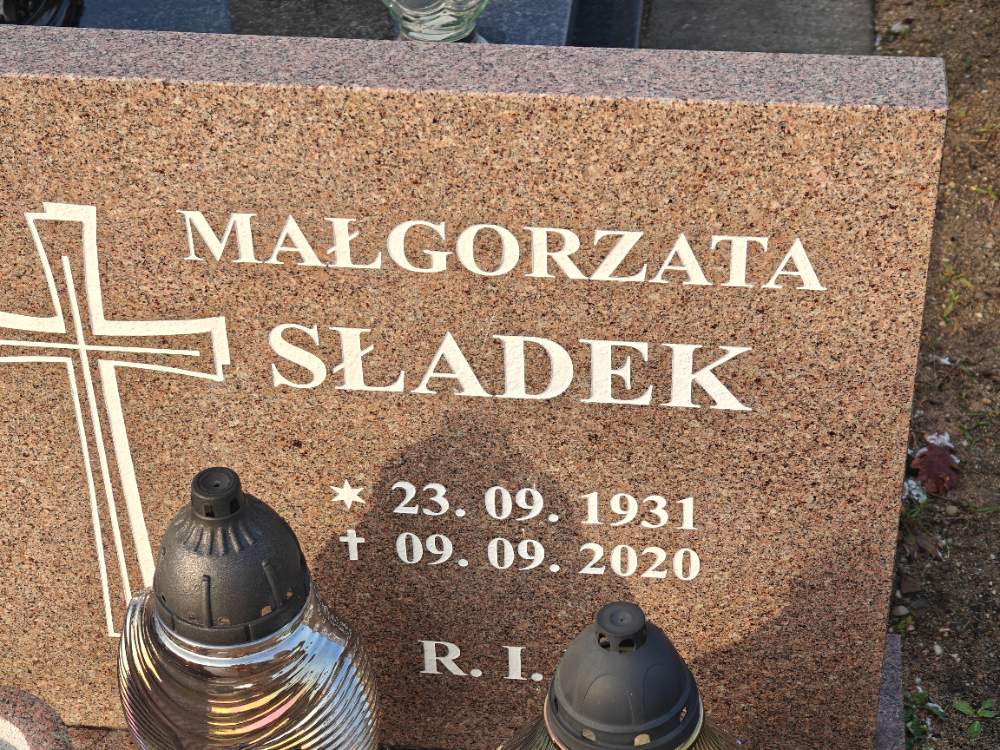 MAŁGORZATA
SŁADEK
* 23. 09. 1931
✝ 09. 09. 2020
R. I.